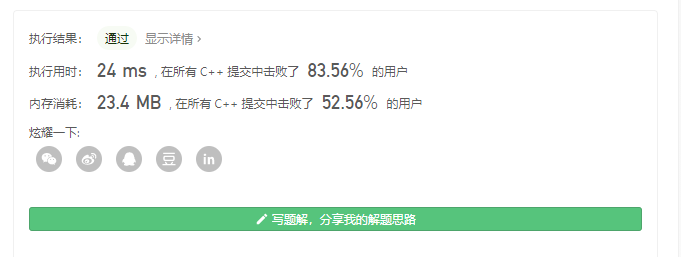 执行结果： 通过 显示详情 ›
执行用时： 24 ms , 在所有 C++ 提交中击败了 83.56% 的用户
内存消耗： 23.4 MB , 在所有 C++ 提交中击败了 52.56% 的用户
炫耀一下:
豆 in
写题解，分享我的解题思路